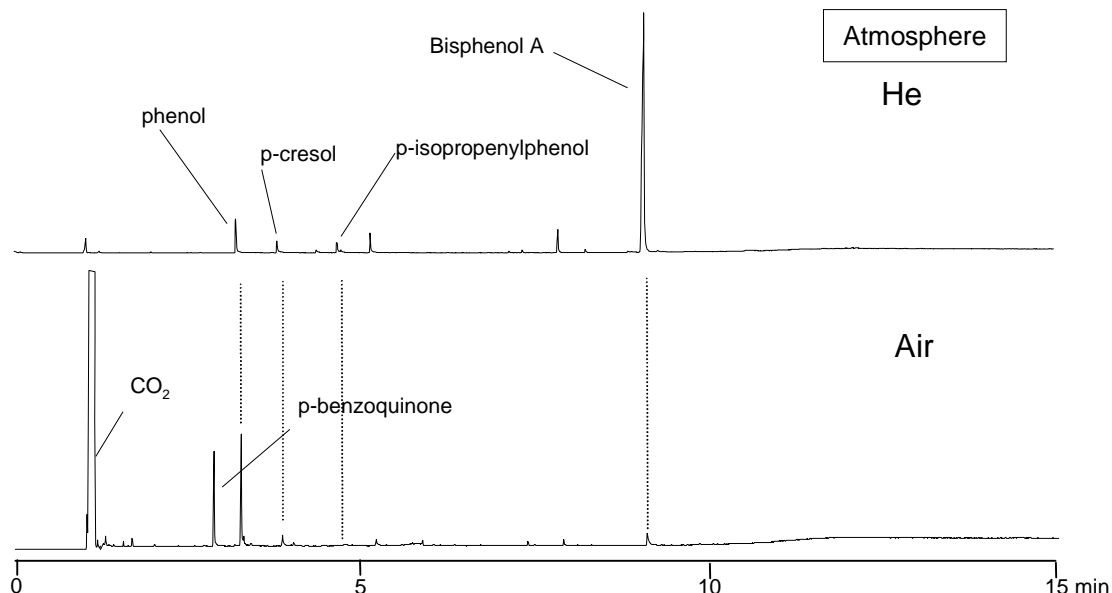 Atmosphere
Bisphenol A
He
phenol
p-cresol
p-isopropenylphenol
Air
CO₂
p-benzoquinone
0 5 10 15 min